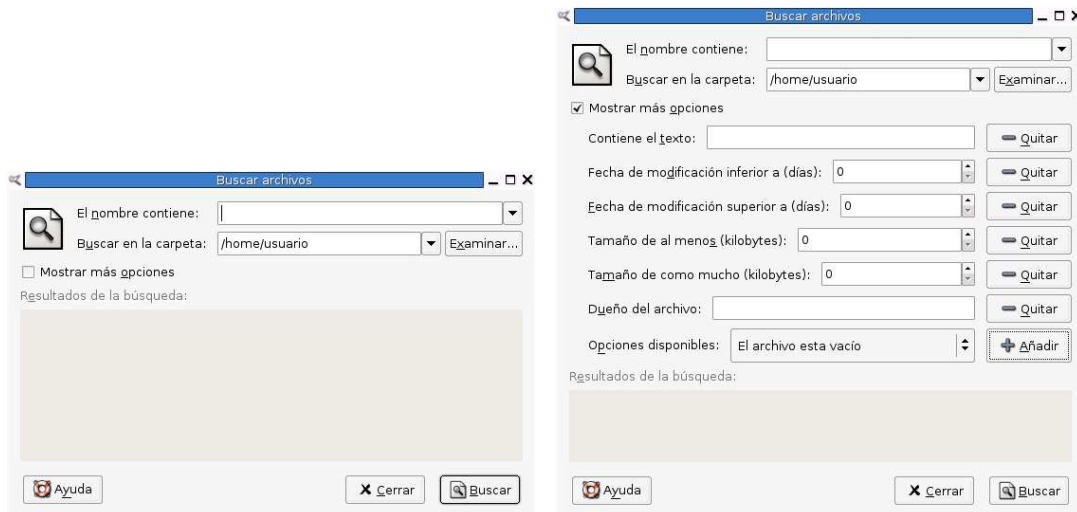 Buscar archivos
El nombre contiene:
Buscar en la carpeta: /home/usuario Examinar...
Mostrar más opciones
Resultados de la búsqueda:
Ayuda Cerrar Buscar
Buscar archivos
El nombre contiene:
Buscar en la carpeta: /home/usuario Examinar...
Mostrar más opciones
Contiene el texto: Quitar
Fecha de modificación inferior a (días): 0 Quitar
Fecha de modificación superior a (días): 0 Quitar
Tamaño de al menos (kilobytes): 0 Quitar
Tamaño de como mucho (kilobytes): 0 Quitar
Dueño del archivo: Quitar
Opciones disponibles: El archivo esta vacío Añadir
Resultados de la búsqueda:
Ayuda Cerrar Buscar